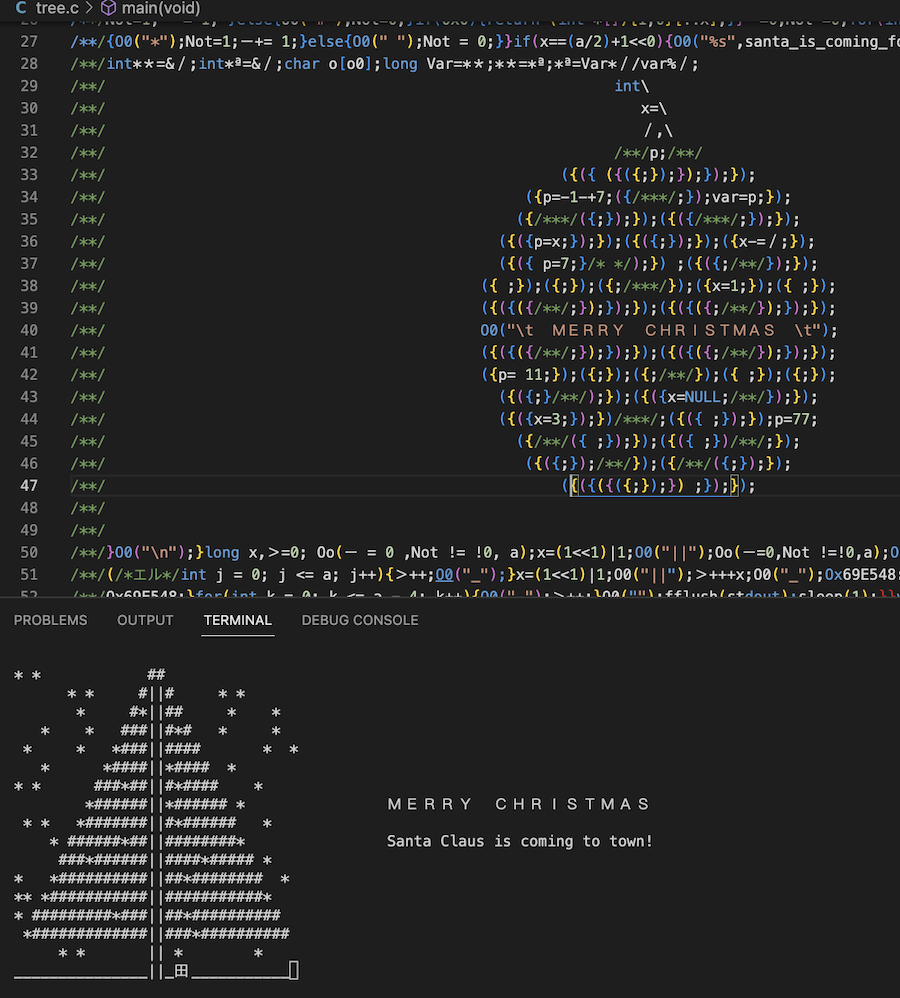 C tree.c > main(void)
27 /**/{O0("*");Not=1;一+= 1;}else{O0(" ");Not = 0;}}if(x==(a/2)+1<<0){O0("%s",santa_is_coming_fo
28 /**/int**=&/;int*ª=&/;char o[o0];long Var=**;**=*ª;*ª=Var*//var%/;
29 /**/ int\
30 /**/ x=\
31 /**/ /,\
32 /**/ /**/p;/**/
33 /**/ ({({ ({({;});});});});
34 /**/ ({p=-1-+7;({/***/;});var=p;});
35 /**/ ({/***/({;});});({({/***/;});});
36 /**/ ({({p=x;});});({({;});});({x-=/;});
37 /**/ ({({ p=7;}/* */);}) ;({({;/**/});});
38 /**/ ({ ;});({;});({;/***/});({x=1;});({ ;});
39 /**/ ({({({/**/;});});});({({({;/**/});});});
40 /**/ O0("\t ＭＥＲＲＹ　ＣＨＲＩＳＴＭＡＳ \t");
41 /**/ ({({({/**/;});});});({({({;/**/});});});
42 /**/ ({p= 11;});({;});({;/**/});({ ;});({;});
43 /**/ ({({;}/**/);});({({x=NULL;/**/});});
44 /**/ ({({x=3;});})/***/;({({ ;});});p=77;
45 /**/ ({/**/({ ;});});({({ ;})/**/;});
46 /**/ ({({;});/**/});({/**/({;});});
47 /**/ ({({({({;});}) ;});});
48 /**/
49 /**/
50 /**/}O0("\n");}long x,>=0; Oo(一 = 0 ,Not != !0, a);x=(1<<1)|1;O0("||");Oo(一=0,Not !=!0,a);O
51 /**/(/*エル*/int j = 0; j <= a; j++){>++;O0("_");}x=(1<<1)|1;O0("||");>+++x;O0("_");0x69E548:
52 /**/0x69E548:}for(int k = 0; k <= a - 4; k++){O0("_");>++;}O0("");fflush(stdout);sleep(1);}}
PROBLEMS OUTPUT TERMINAL DEBUG CONSOLE
* * ##
* * #||# * *
* #*||## * *
* * ###||#*# * *
* * *###||#### * *
* *####||*#### *
* * ###*##||#*#### *
*######||*###### *
ＭＥＲＲＹ　ＣＨＲＩＳＴＭＡＳ
* * *#######||#*###### *
* ######*##||########*
Santa Claus is coming to town!
###*######||####*##### *
* *##########||##*######## *
** *###########||###########*
* #########*###||##*##########
*#############||###*##########
* * || * *
_______________||_田___________